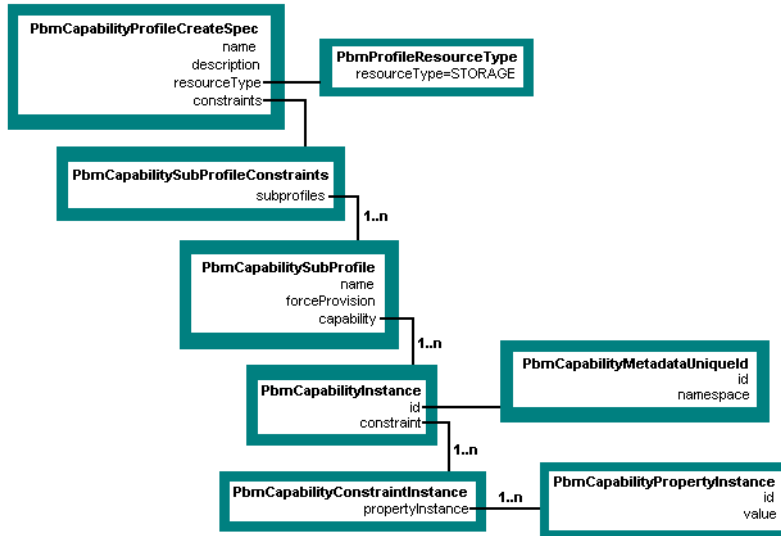 PbmCapabilityProfileCreateSpec
name
description
resourceType
constraints
PbmProfileResourceType
resourceType=STORAGE
PbmCapabilitySubProfileConstraints
subprofiles
1..n
PbmCapabilitySubProfile
name
forceProvision
capability
1..n
PbmCapabilityInstance
id
constraint
PbmCapabilityMetadataUniqueId
id
namespace
1..n
PbmCapabilityConstraintInstance
propertyInstance
1..n
PbmCapabilityPropertyInstance
id
value